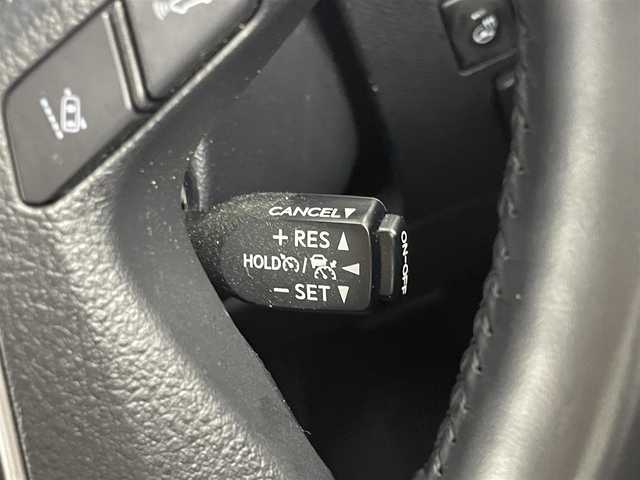 CANCEL▼
+ RES ▲
HOLD / ◀
− SET ▼
ON-OFF